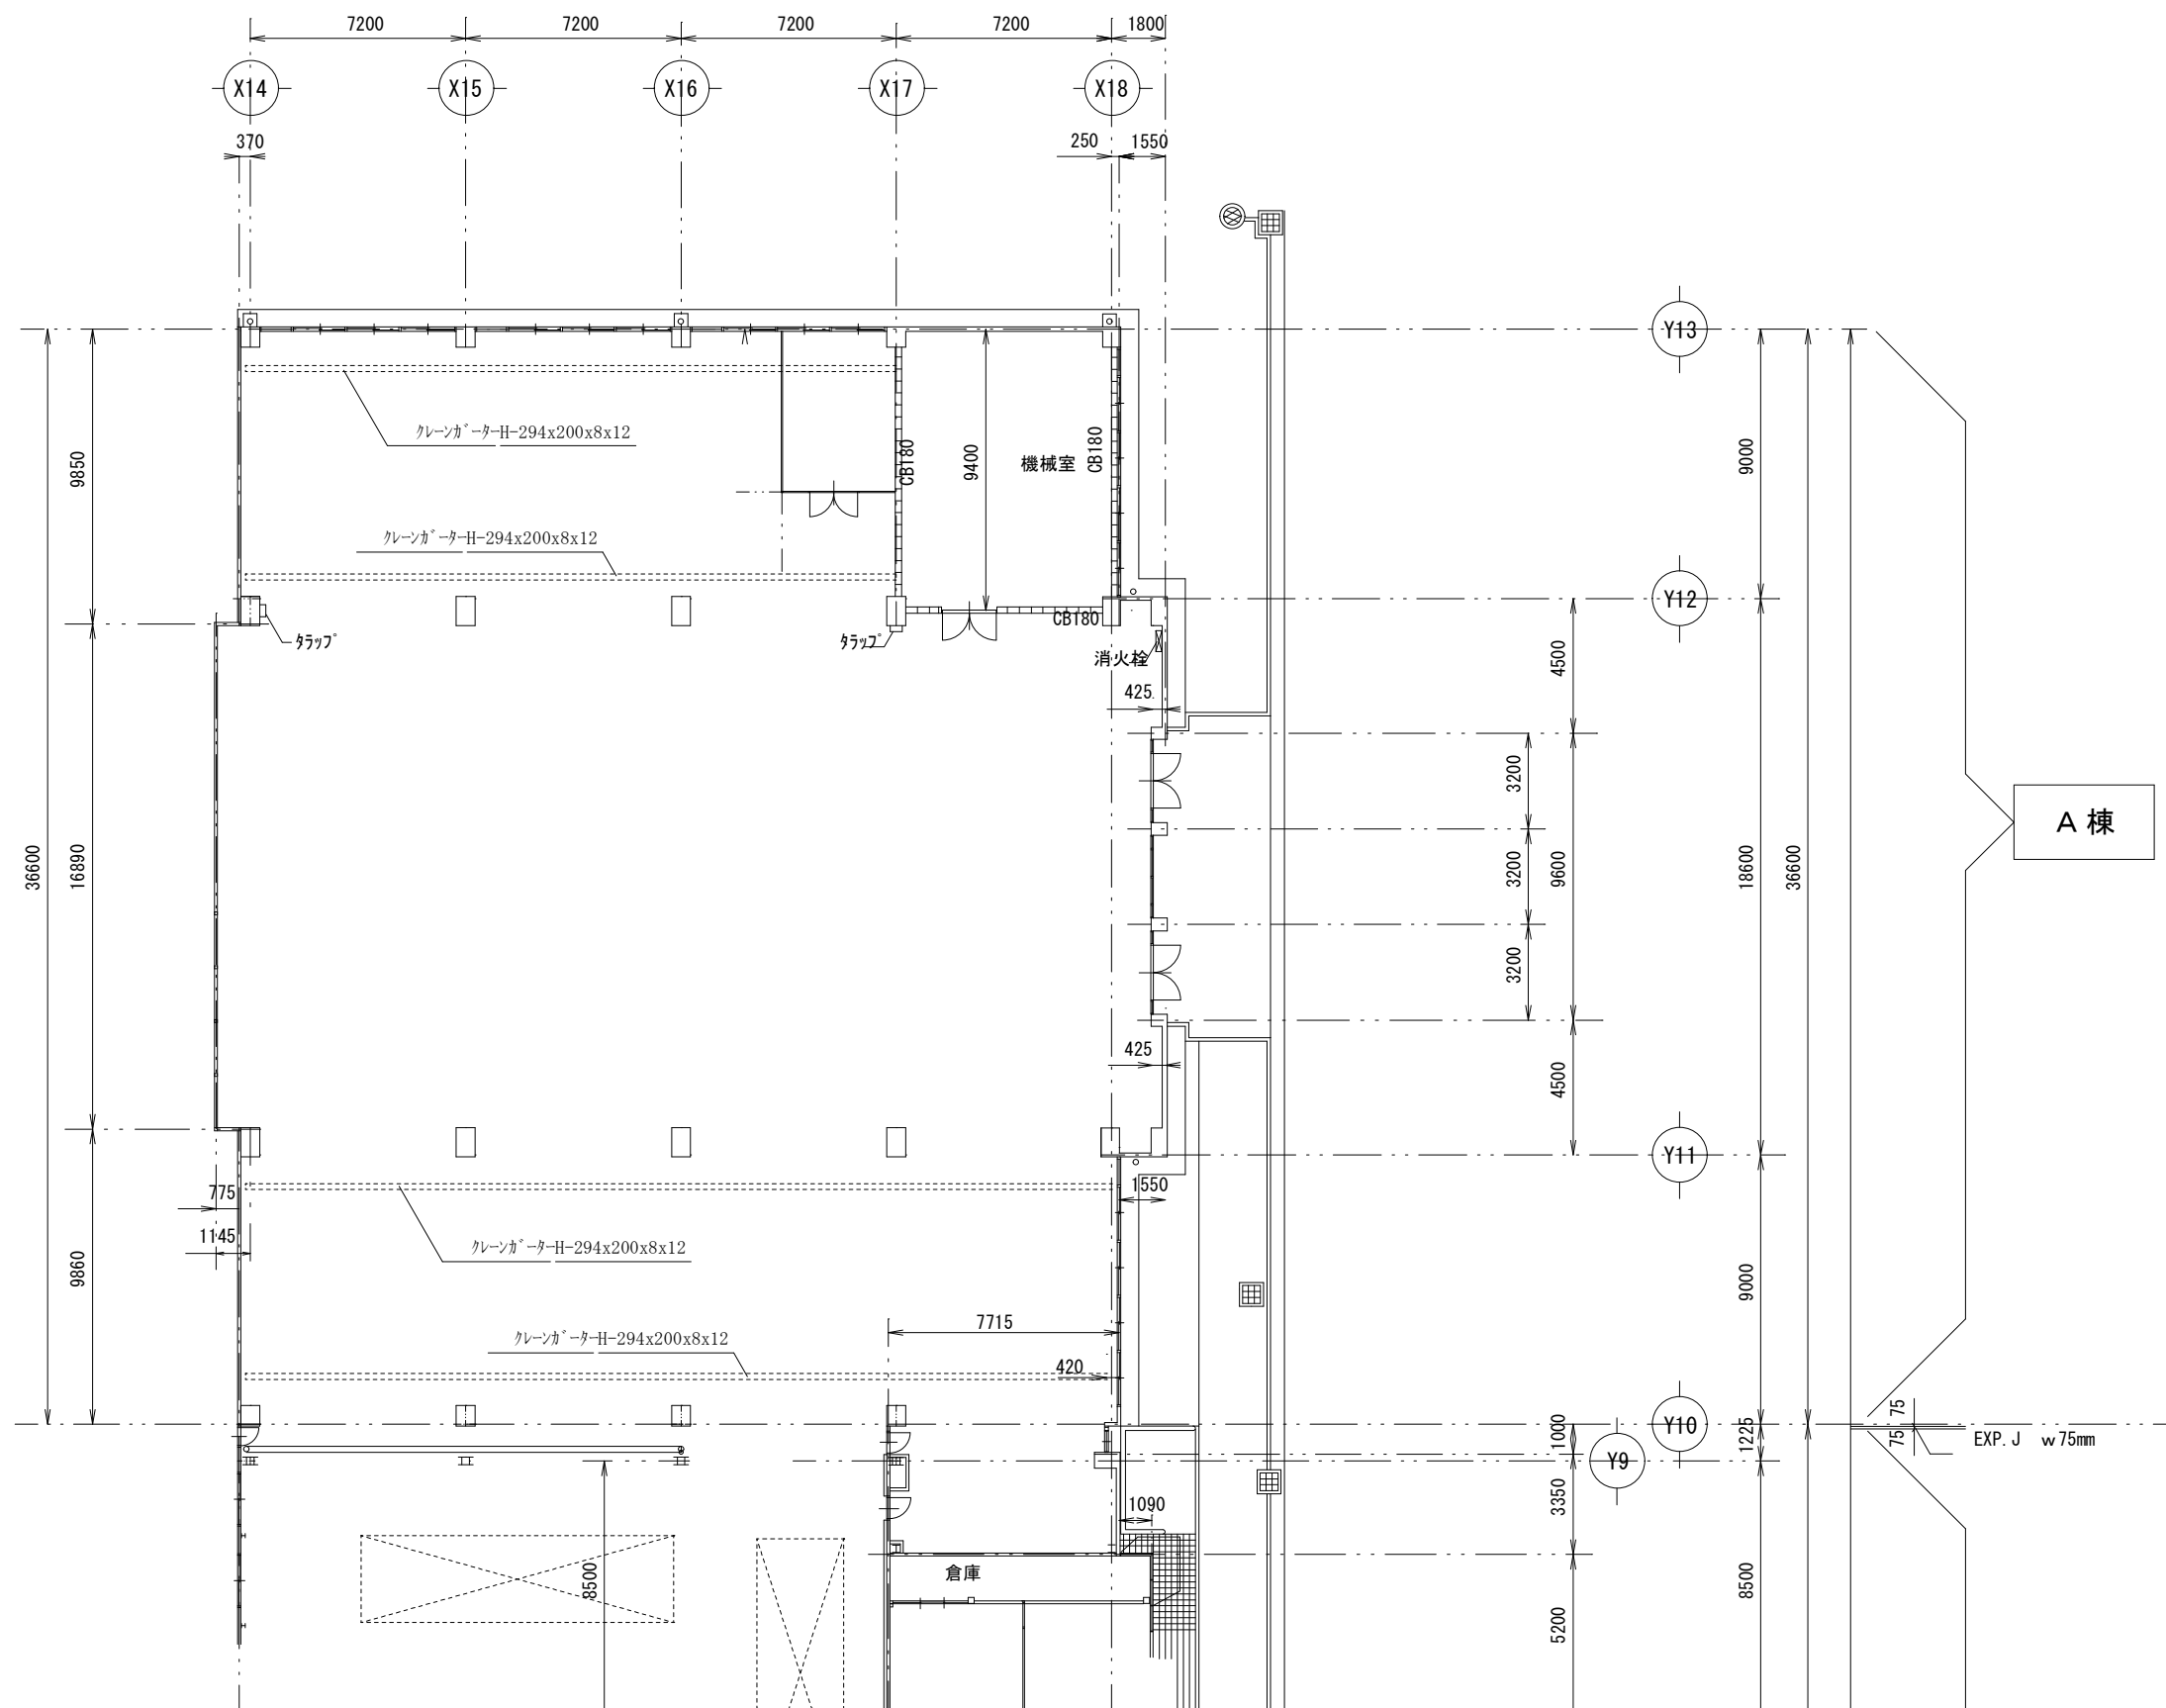 7200 7200 7200 7200 1800
X14 X15 X16 X17 X18
370 250 1550
Y13
クレーンガーターH-294x200x8x12
9850 CB180 9400 機械室 CB180 9000
クレーンガーターH-294x200x8x12
Y12
CB180
タラップ タラップ 消火栓 4500
425
3200
A 棟
36600 16890 3200 9600 18600 36600
3200
425 4500
Y11
775 1550
1145
クレーンガーターH-294x200x8x12
9860 9000
7715
クレーンガーターH-294x200x8x12
420
Y10 75
1000 1225
75 EXP.J w75mm
Y9
1090 3350
倉庫
8500 8500
5200